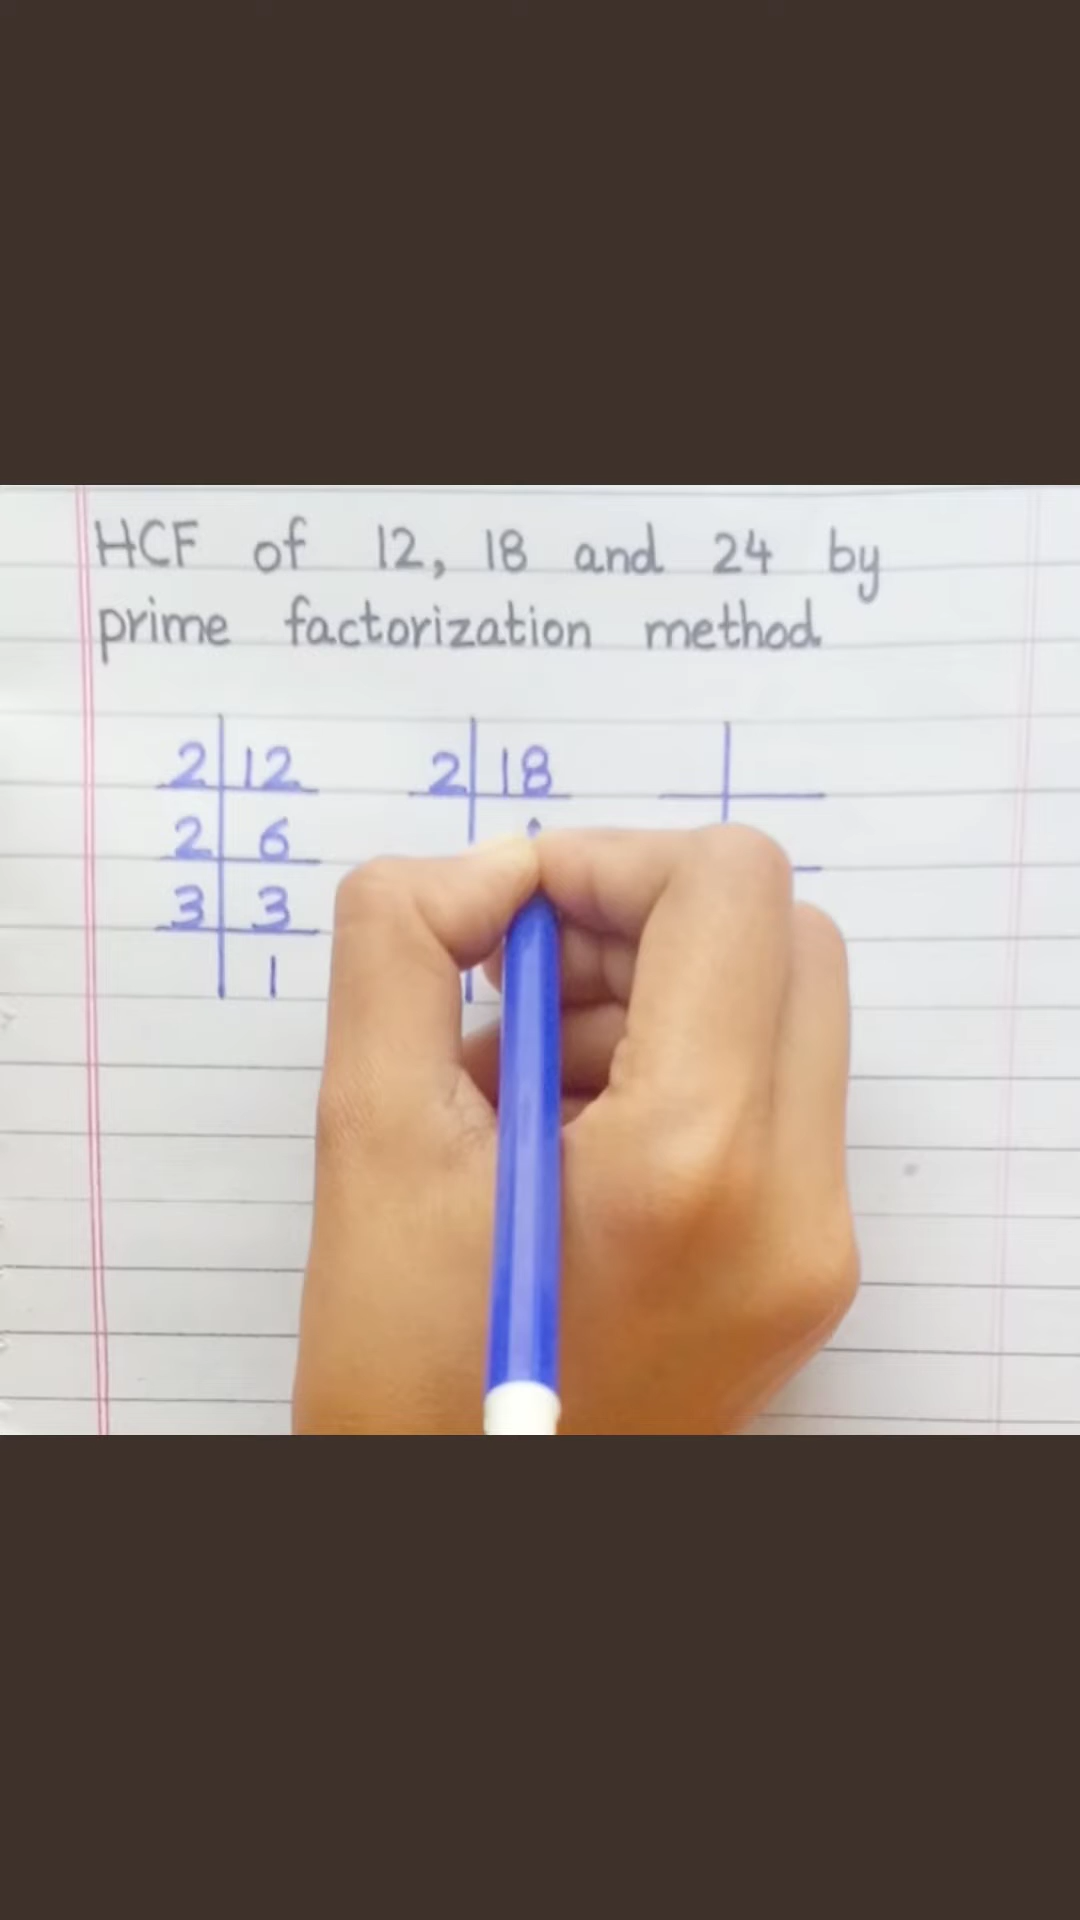 HCF of 12, 18 and 24 by
prime factorization method
2 12 2 18
2 6
3 3
1